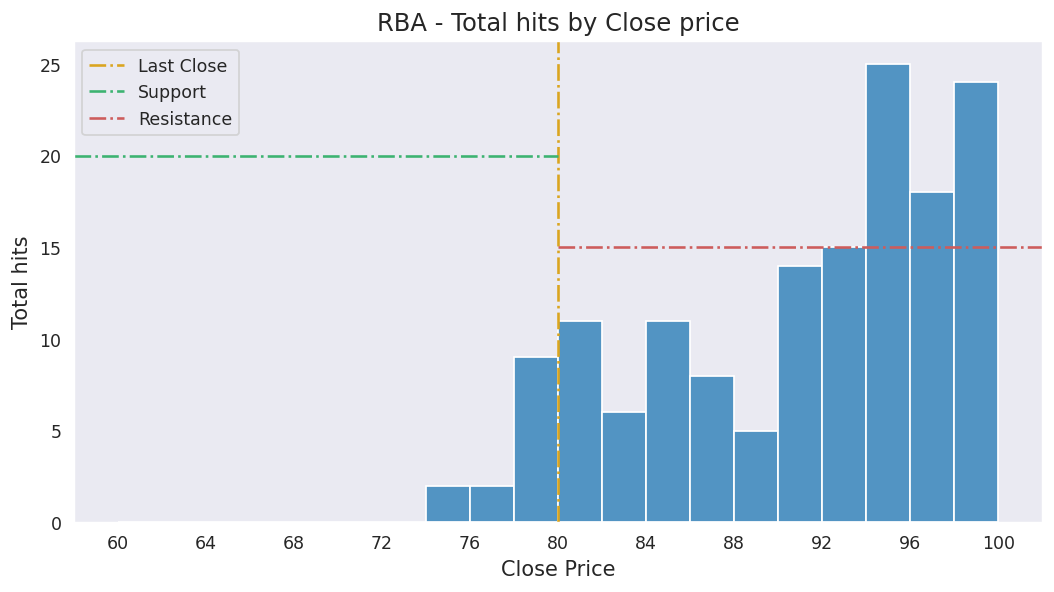 RBA - Total hits by Close price
Last Close
Support
Resistance
Total hits
25
20
15
10
5
0
60 64 68 72 76 80 84 88 92 96 100
Close Price